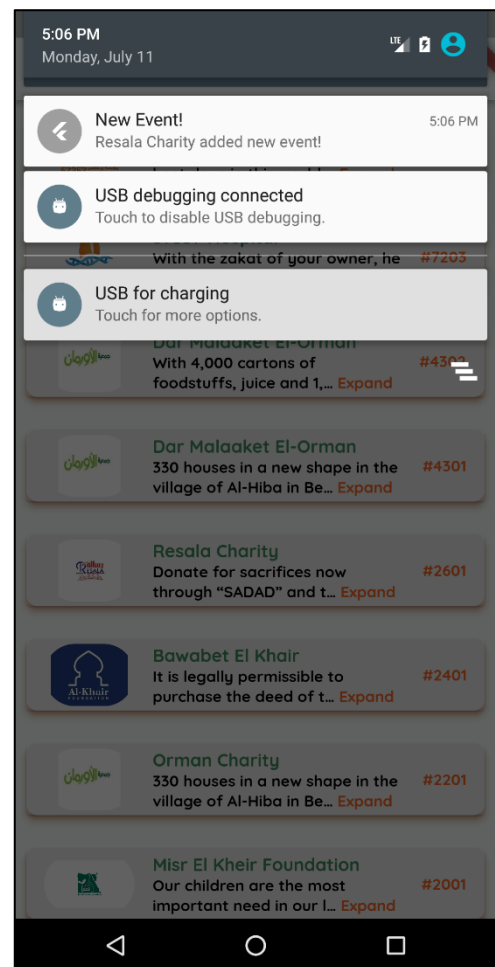 5:06 PM
Monday, July 11
LTE
New Event!
5:06 PM
Resala Charity added new event!
USB debugging connected
Touch to disable USB debugging.
With the zakat of your owner, he
#7203
USB for charging
Touch for more options.
Dar Malaaket El-Orman
With 4,000 cartons of
#4302
foodstuffs, juice and 1,... Expand
Dar Malaaket El-Orman
330 houses in a new shape in the
#4301
village of Al-Hiba in Be... Expand
Resala Charity
Donate for sacrifices now
#2601
through “SADAD” and t... Expand
Bawabet El Khair
It is legally permissible to
#2401
purchase the deed of t... Expand
Al-Khair
FOUNDATION
Orman Charity
330 houses in a new shape in the
#2201
village of Al-Hiba in Be... Expand
Misr El Kheir Foundation
Our children are the most
#2001
important need in our l... Expand